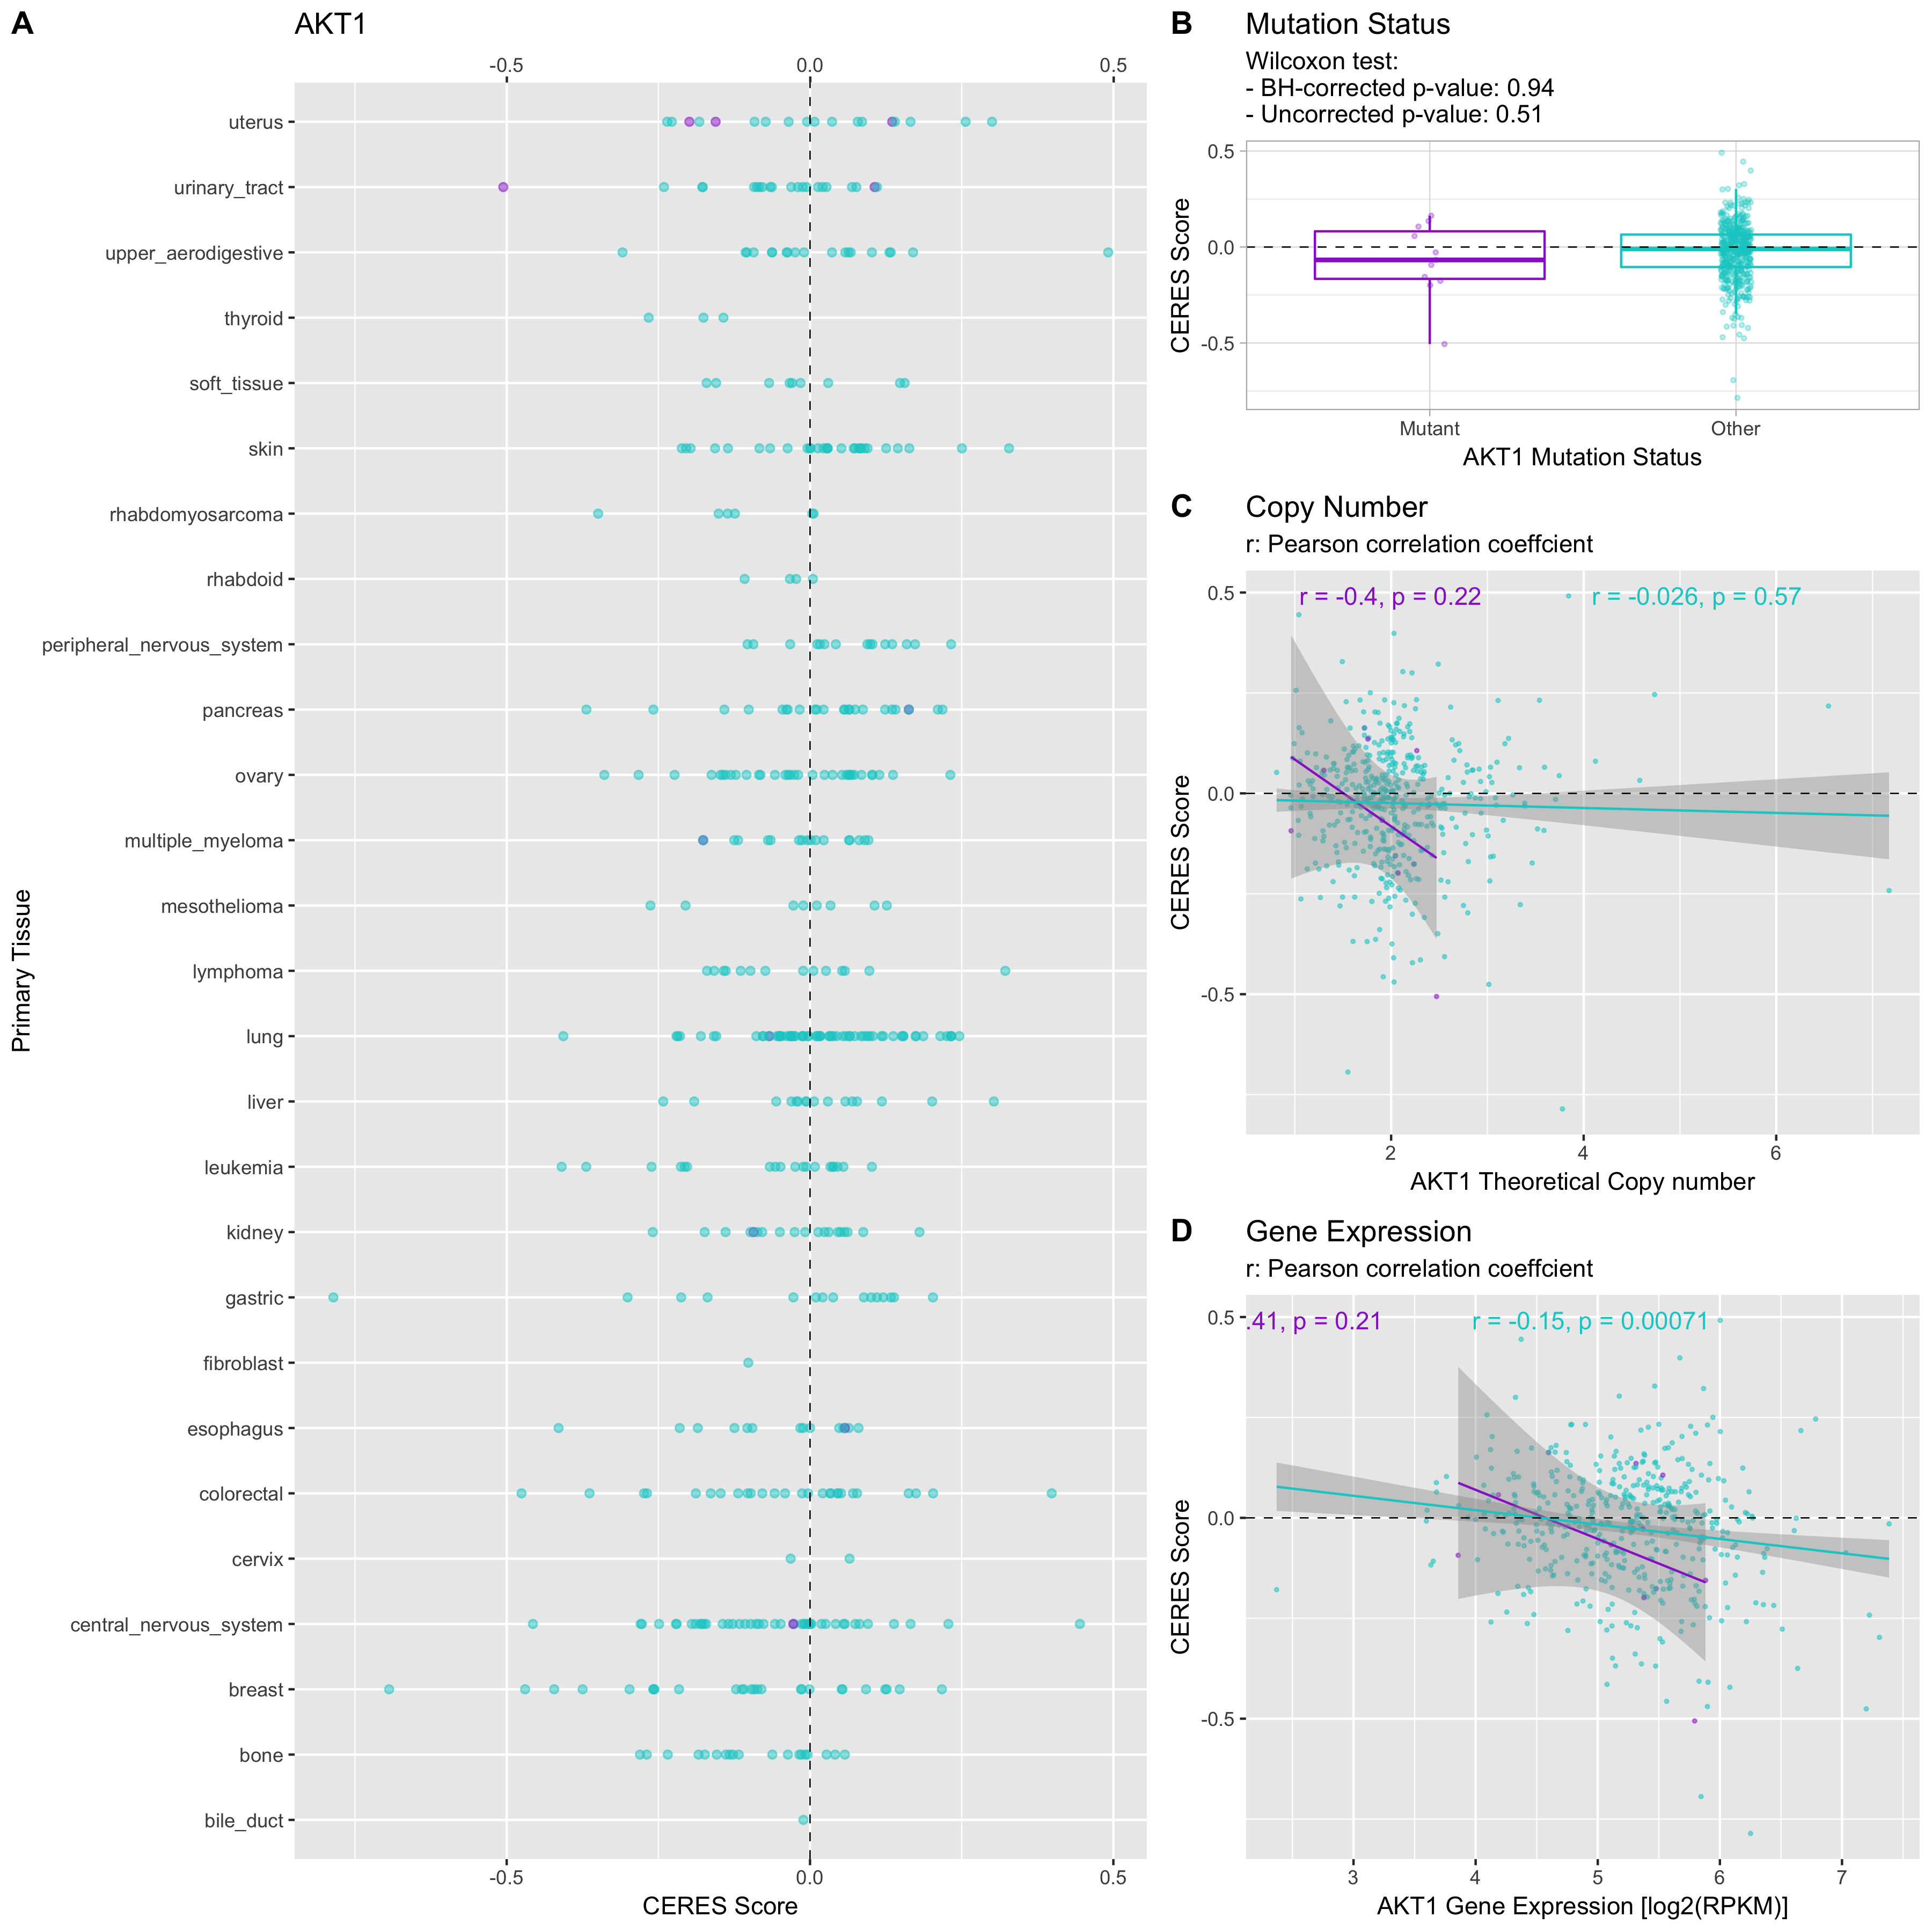 A
AKT1
-0.5 0.0 0.5
Primary Tissue
uterus
urinary_tract
upper_aerodigestive
thyroid
soft_tissue
skin
rhabdomyosarcoma
rhabdoid
peripheral_nervous_system
pancreas
ovary
multiple_myeloma
mesothelioma
lymphoma
lung
liver
leukemia
kidney
gastric
fibroblast
esophagus
colorectal
cervix
central_nervous_system
breast
bone
bile_duct
-0.5 0.0 0.5
CERES Score
B
Mutation Status
Wilcoxon test:
- BH-corrected p-value: 0.94
- Uncorrected p-value: 0.51
CERES Score
0.5
0.0
-0.5
Mutant Other
AKT1 Mutation Status
C
Copy Number
r: Pearson correlation coeffcient
r = -0.4, p = 0.22 r = -0.026, p = 0.57
CERES Score
0.5
0.0
-0.5
2 4 6
AKT1 Theoretical Copy number
D
Gene Expression
r: Pearson correlation coeffcient
.41, p = 0.21 r = -0.15, p = 0.00071
CERES Score
0.5
0.0
-0.5
3 4 5 6 7
AKT1 Gene Expression [log2(RPKM)]